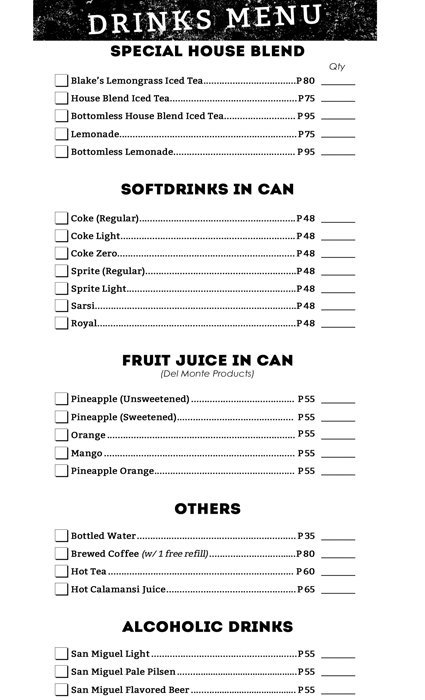 DRINKS MENU
SPECIAL HOUSE BLEND
Qty
Blake's Lemongrass Iced Tea..........................P80 ______
House Blend Iced Tea....................................P75 ______
Bottomless House Blend Iced Tea....................P95 ______
Lemonade....................................................P75 ______
Bottomless Lemonade....................................P95 ______
SOFTDRINKS IN CAN
Coke (Regular)..............................................P48 ______
Coke Light....................................................P48 ______
Coke Zero.....................................................P48 ______
Sprite (Regular)............................................P48 ______
Sprite Light..................................................P48 ______
Sarsi............................................................P48 ______
Royal...........................................................P48 ______
FRUIT JUICE IN CAN
(Del Monte Products)
Pineapple (Unsweetened)............................... P55 ______
Pineapple (Sweetened)................................... P55 ______
Orange........................................................ P55 ______
Mango......................................................... P55 ______
Pineapple Orange.......................................... P55 ______
OTHERS
Bottled Water...............................................P35 ______
Brewed Coffee (w/ 1 free refill)..........................P80 ______
Hot Tea....................................................... P60 ______
Hot Calamansi Juice......................................P65 ______
ALCOHOLIC DRINKS
San Miguel Light...........................................P55 ______
San Miguel Pale Pilsen...................................P55 ______
San Miguel Flavored Beer...............................P55 ______